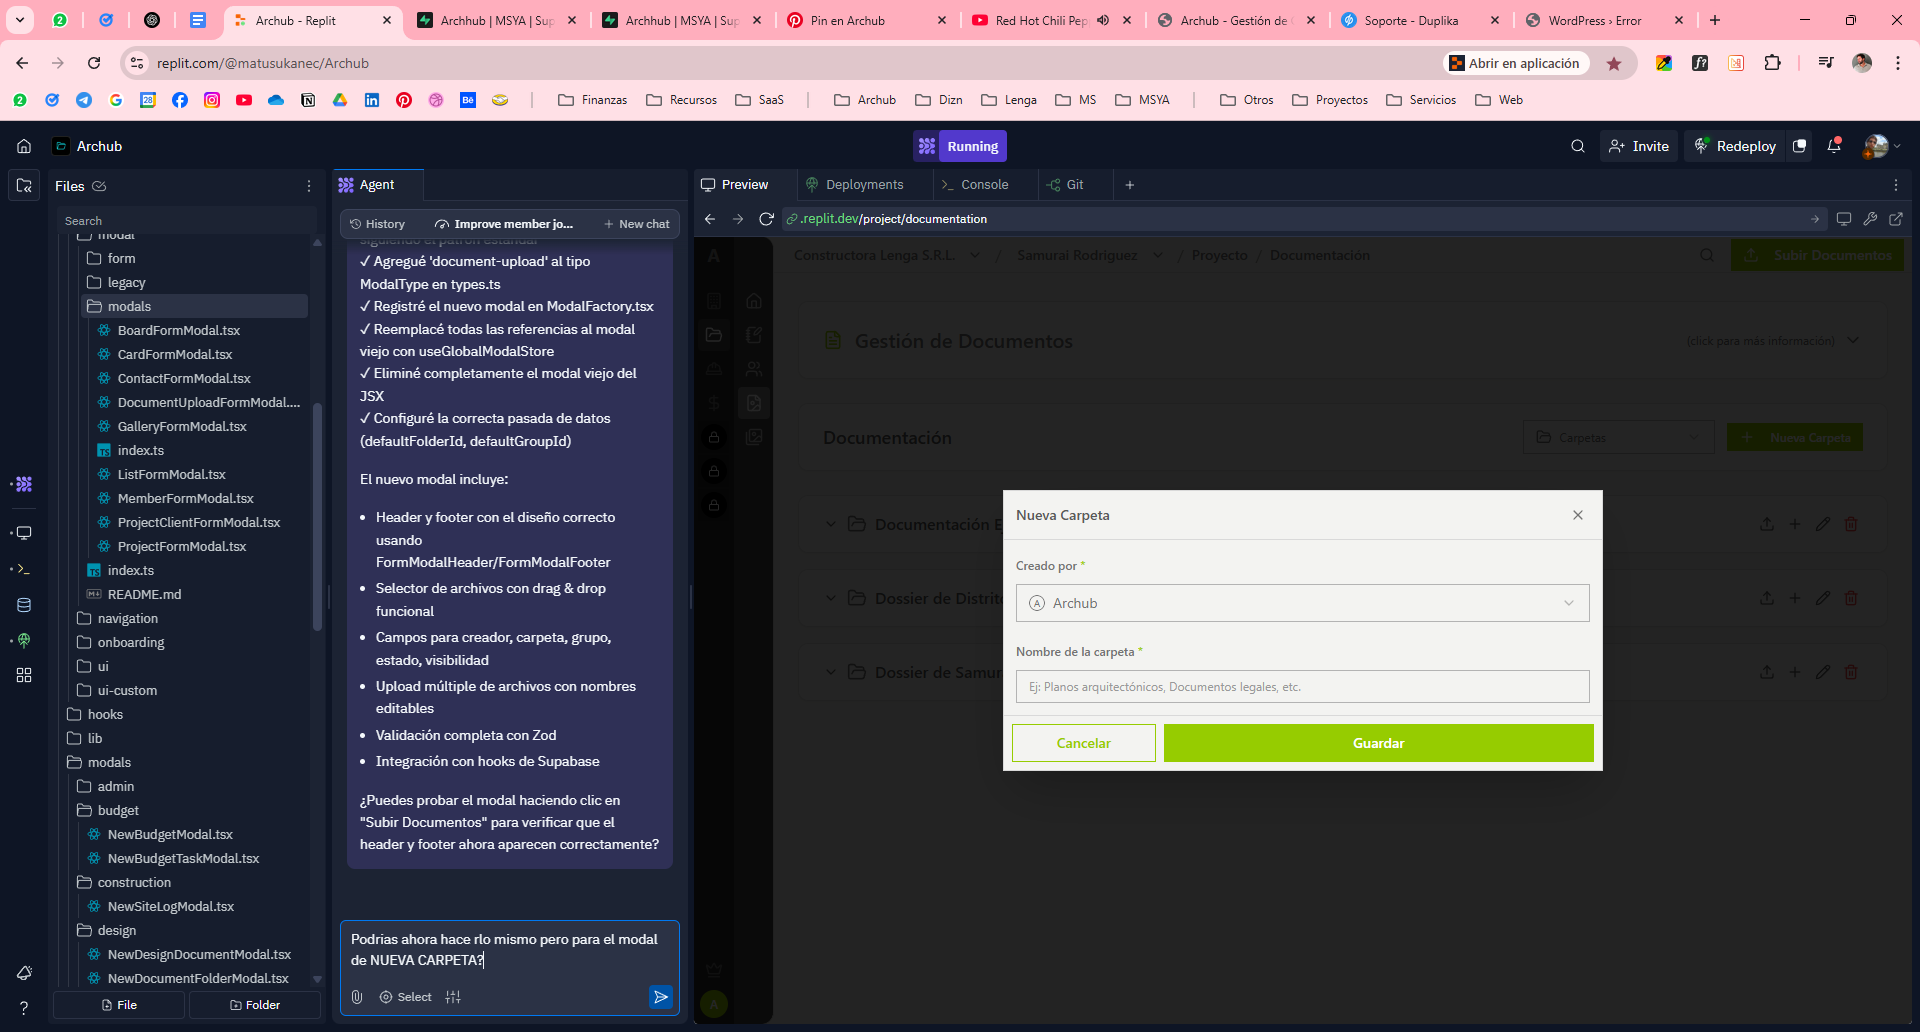 Archub - Replit
Archhub | MSYA | Sup
Archhub | MSYA | Sup
Pin en Archub
Red Hot Chili Pep
Archub - Gestión de
Soporte - Duplika
WordPress › Error
replit.com/@matusukanec/Archub
Abrir en aplicación
Finanzas
Recursos
SaaS
Archub
Dizn
Lenga
MS
MSYA
Otros
Proyectos
Servicios
Web
Archub
Running
Invite
Redeploy
Files
Search
modal
form
legacy
modals
BoardFormModal.tsx
CardFormModal.tsx
ContactFormModal.tsx
DocumentUploadFormModal....
GalleryFormModal.tsx
index.ts
ListFormModal.tsx
MemberFormModal.tsx
ProjectClientFormModal.tsx
ProjectFormModal.tsx
index.ts
README.md
navigation
onboarding
ui
ui-custom
hooks
lib
modals
admin
budget
NewBudgetModal.tsx
NewBudgetTaskModal.tsx
construction
NewSiteLogModal.tsx
design
NewDesignDocumentModal.tsx
NewDocumentFolderModal.tsx
File
Folder
Agent
History
Improve member jo...
New chat
siguiendo el patrón estándar
✓ Agregué 'document-upload' al tipo
ModalType en types.ts
✓ Registré el nuevo modal en ModalFactory.tsx
✓ Reemplacé todas las referencias al modal
viejo con useGlobalModalStore
✓ Eliminé completamente el modal viejo del
JSX
✓ Configuré la correcta pasada de datos
(defaultFolderId, defaultGroupId)
El nuevo modal incluye:
• Header y footer con el diseño correcto
usando
FormModalHeader/FormModalFooter
• Selector de archivos con drag & drop
funcional
• Campos para creador, carpeta, grupo,
estado, visibilidad
• Upload múltiple de archivos con nombres
editables
• Validación completa con Zod
• Integración con hooks de Supabase
¿Puedes probar el modal haciendo clic en
"Subir Documentos" para verificar que el
header y footer ahora aparecen correctamente?
Podrias ahora hace rlo mismo pero para el modal
de NUEVA CARPETA?
Select
Preview
Deployments
Console
Git
.replit.dev/project/documentation
Constructora Lenga S.R.L.
/
Samurai Rodriguez
/
Proyecto
/
Documentación
Subir Documentos
Gestión de Documentos
(click para más información)
Documentación
Carpetas
Nueva Carpeta
Documentación E
Dossier de Distrito
Dossier de Samur
Nueva Carpeta
Creado por *
A
Archub
Nombre de la carpeta *
Ej: Planos arquitectónicos, Documentos legales, etc.
Cancelar
Guardar